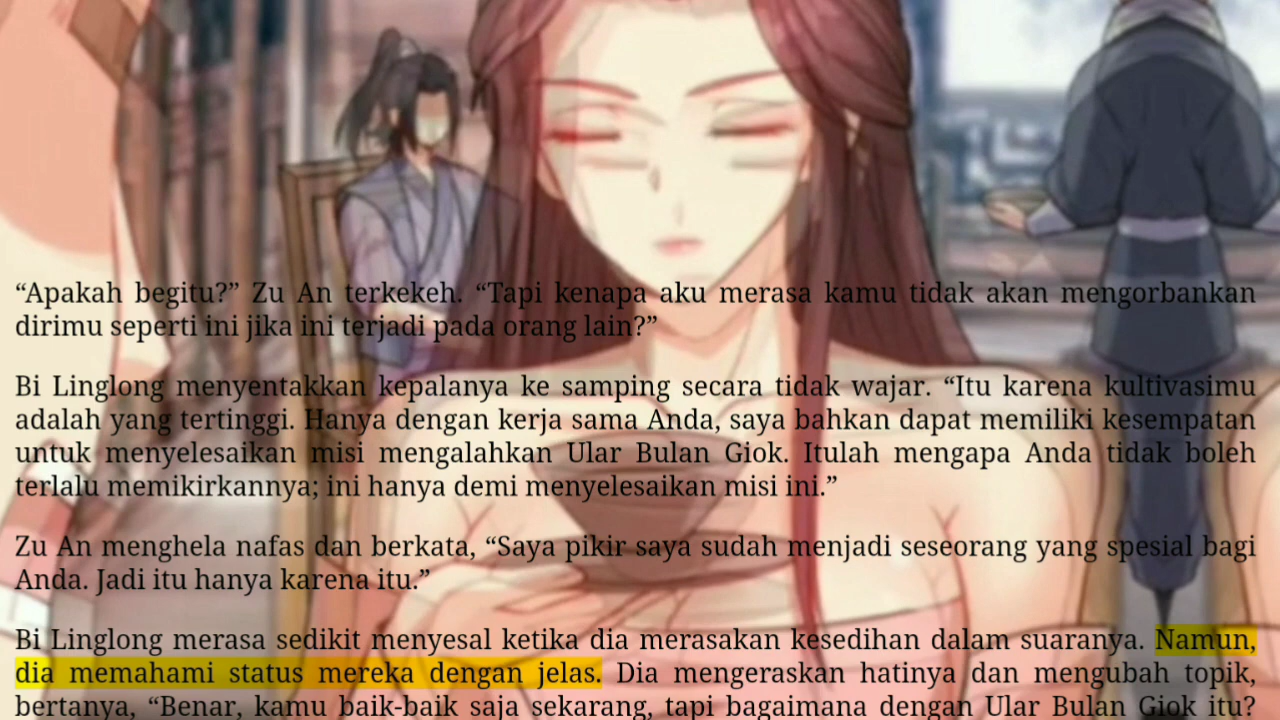 “Apakah begitu?” Zu An terkekeh. “Tapi kenapa aku merasa kamu tidak akan mengorbankan
dirimu seperti ini jika ini terjadi pada orang lain?”
Bi Linglong menyentakkan kepalanya ke samping secara tidak wajar. “Itu karena kultivasimu
adalah yang tertinggi. Hanya dengan kerja sama Anda, saya bahkan dapat memiliki kesempatan
untuk menyelesaikan misi mengalahkan Ular Bulan Giok. Itulah mengapa Anda tidak boleh
terlalu memikirkannya; ini hanya demi menyelesaikan misi ini.”
Zu An menghela nafas dan berkata, “Saya pikir saya sudah menjadi seseorang yang spesial bagi
Anda. Jadi itu hanya karena itu.”
Bi Linglong merasa sedikit menyesal ketika dia merasakan kesedihan dalam suaranya. Namun,
dia memahami status mereka dengan jelas. Dia mengeraskan hatinya dan mengubah topik,
bertanya, “Benar, kamu baik-baik saja sekarang, tapi bagaimana dengan Ular Bulan Giok itu?